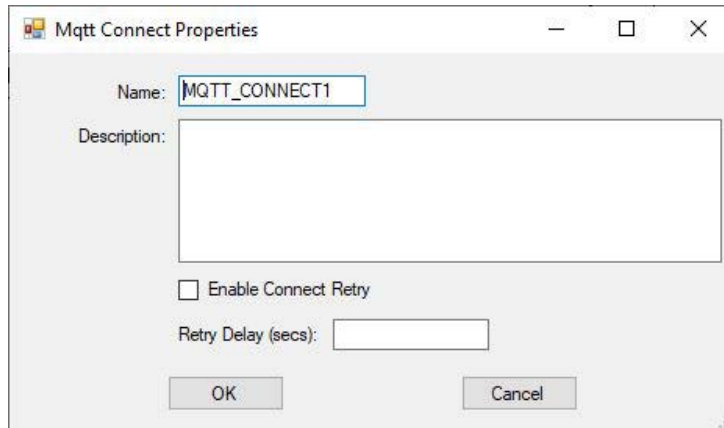 Mqtt Connect Properties
Name: MQTT_CONNECT1
Description:
Enable Connect Retry
Retry Delay (secs):
OK Cancel